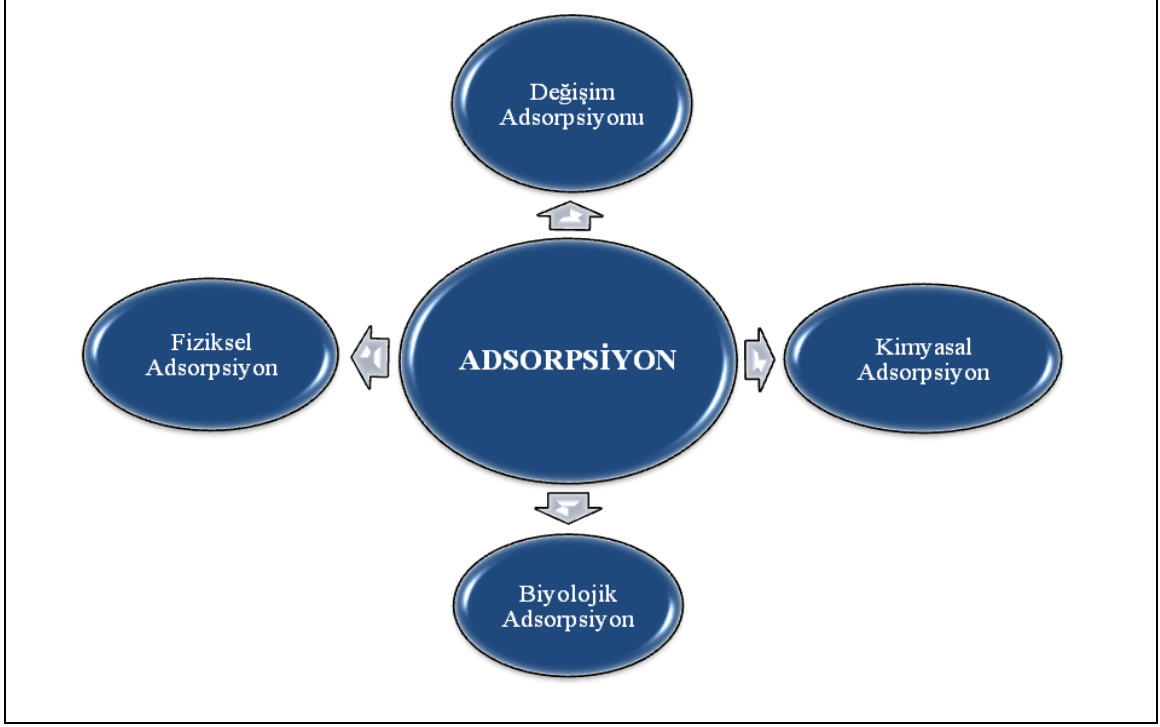 Değişim
Adsorpsiyonu
Fiziksel
Adsorpsiyon
ADSORPSİYON
Kimyasal
Adsorpsiyon
Biyolojik
Adsorpsiyon